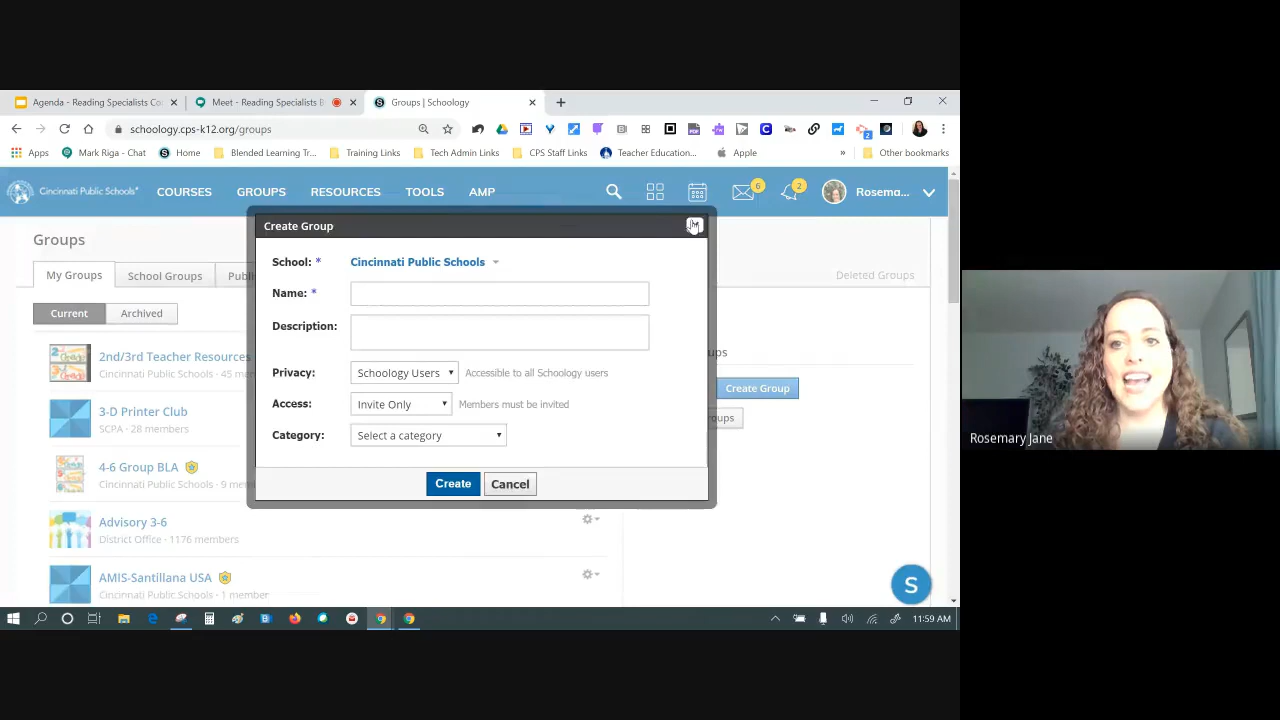 Agenda - Reading Specialists Co
Meet - Reading Specialists
Groups | Schoology
schoology.cps-k12.org/groups
Apps
Mark Riga - Chat
Home
Blended Learning Tr...
Training Links
Tech Admin Links
CPS Staff Links
Teacher Education...
Apple
»
Other bookmarks
Cincinnati Public Schools
COURSES
GROUPS
RESOURCES
TOOLS
AMP
6
2
Rosema...
Groups
My Groups
School Groups
Deleted Groups
Current
Archived
2nd/3rd Teacher Resources
Cincinnati Public Schools - 45
3-D Printer Club
SCPA - 28 members
4-6 Group BLA
Cincinnati Public Schools - 9
Advisory 3-6
District Office - 1176 members
AMIS-Santillana USA
Cincinnati Public Schools - 1 member
Create Group
School: *
Cincinnati Public Schools
Name: *
Description:
Privacy:
Schoology Users
Accessible to all Schoology users
Access:
Invite Only
Members must be invited
Category:
Select a category
Create
Cancel
Create Group
S
11:59 AM
Rosemary Jane